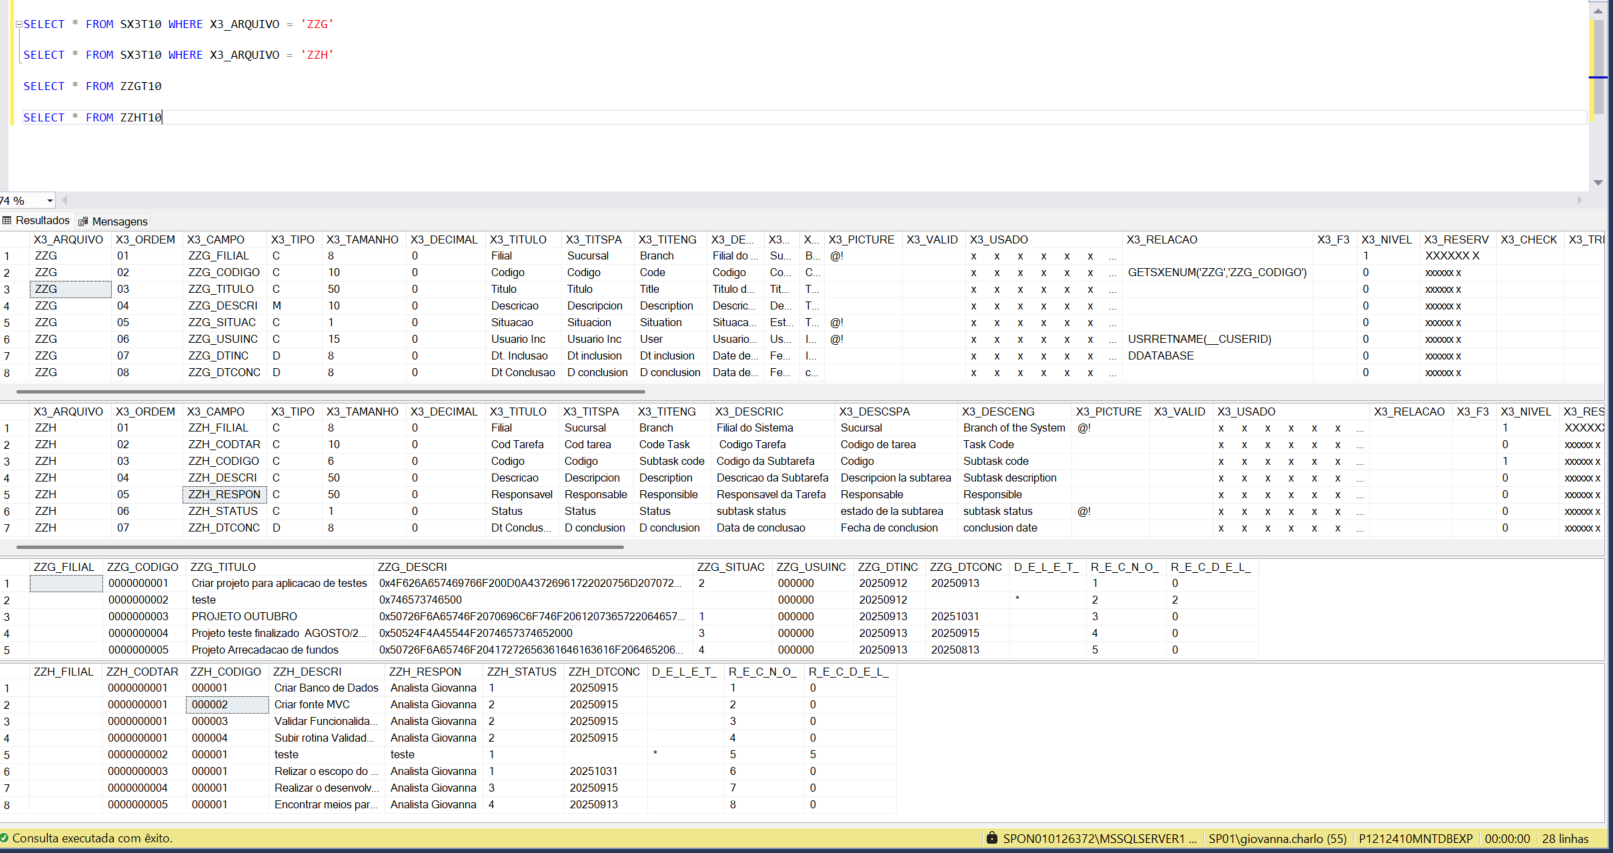 SELECT * FROM SX3T10 WHERE X3_ARQUIVO = 'ZZG'
SELECT * FROM SX3T10 WHERE X3_ARQUIVO = 'ZZH'
SELECT * FROM ZZGT10
SELECT * FROM ZZHT10
74 %
Resultados Mensagens
X3_ARQUIVO X3_ORDEM X3_CAMPO X3_TIPO X3_TAMANHO X3_DECIMAL X3_TITULO X3_TITSPA X3_TITENG X3_DE... X3... X... X3_PICTURE X3_VALID X3_USADO X3_RELACAO X3_F3 X3_NIVEL X3_RESERV X3_CHECK X3_TRI
1 ZZG 01 ZZG_FILIAL C 8 0 Filial Sucursal Branch Filial do ... Su... B... @! x x x x x x ... 1 XXXXXX X
2 ZZG 02 ZZG_CODIGO C 10 0 Codigo Codigo Code Codigo Co... C... x x x x x x ... GETSXENUM('ZZG','ZZG_CODIGO') 0 xxxxxx x
3 ZZG 03 ZZG_TITULO C 50 0 Titulo Titulo Title Titulo d... Tit... T... x x x x x x ... 0 xxxxxx x
4 ZZG 04 ZZG_DESCRI M 10 0 Descricao Descripcion Description Descric... De... T... x x x x x x ... 0 xxxxxx x
5 ZZG 05 ZZG_SITUAC C 1 0 Situacao Situacion Situation Situaca... Est... T... @! x x x x x x ... 0 xxxxxx x
6 ZZG 06 ZZG_USUINC C 15 0 Usuario Inc Usuario Inc User Usuario... Us... I... @! x x x x x x ... USRRETNAME(__CUSERID) 0 xxxxxx x
7 ZZG 07 ZZG_DTINC D 8 0 Dt. Inclusao Dt inclusion Dt inclusion Date de... Fe... I... x x x x x x ... DDATABASE 0 xxxxxx x
8 ZZG 08 ZZG_DTCONC D 8 0 Dt Conclusao D conclusion D conclusion Data de... Fe... c... x x x x x x ... 0 xxxxxx x
X3_ARQUIVO X3_ORDEM X3_CAMPO X3_TIPO X3_TAMANHO X3_DECIMAL X3_TITULO X3_TITSPA X3_TITENG X3_DESCRIC X3_DESCSPA X3_DESCENG X3_PICTURE X3_VALID X3_USADO X3_RELACAO X3_F3 X3_NIVEL X3_RES
1 ZZH 01 ZZH_FILIAL C 8 0 Filial Sucursal Branch Filial do Sistema Sucursal Branch of the System @! x x x x x x ... 1 XXXXXX
2 ZZH 02 ZZH_CODTAR C 10 0 Cod Tarefa Cod tarea Code Task Codigo Tarefa Codigo de tarea Task Code x x x x x x ... 0 xxxxxx x
3 ZZH 03 ZZH_CODIGO C 6 0 Codigo Codigo Subtask code Codigo da Subtarefa Codigo Subtask code x x x x x x ... 1 xxxxxx x
4 ZZH 04 ZZH_DESCRI C 50 0 Descricao Descripcion Description Descricao da Subtarefa Descripcion la subtarea Subtask description x x x x x x ... 0 xxxxxx x
5 ZZH 05 ZZH_RESPON C 50 0 Responsavel Responsable Responsible Responsavel da Tarefa Responsable Responsible x x x x x x ... 0 xxxxxx x
6 ZZH 06 ZZH_STATUS C 1 0 Status Status Status subtask status estado de la subtarea subtask status @! x x x x x x ... 0 xxxxxx x
7 ZZH 07 ZZH_DTCONC D 8 0 Dt Conclus... D conclusion D conclusion Data de conclusao Fecha de conclusion conclusion date x x x x x x ... 0 xxxxxx x
ZZG_FILIAL ZZG_CODIGO ZZG_TITULO ZZG_DESCRI ZZG_SITUAC ZZG_USUINC ZZG_DTINC ZZG_DTCONC D_E_L_E_T_ R_E_C_N_O_ R_E_C_D_E_L_
1 0000000001 Criar projeto para aplicacao de testes 0x4F626A657469766F200D0A43726961722020756D207072... 2 000000 20250912 20250913 1 0
2 0000000002 teste 0x746573746500 000000 20250912 * 2 2
3 0000000003 PROJETO OUTUBRO 0x50726F6A65746F2070696C6F746F2061207365722064657... 1 000000 20250913 20251031 3 0
4 0000000004 Projeto teste finalizado AGOSTO/2... 0x50524F4A45544F2074657374652000 3 000000 20250913 20250915 4 0
5 0000000005 Projeto Arrecadacao de fundos 0x50726F6A65746F20417272656361646163616F206465206... 4 000000 20250913 20250813 5 0
ZZH_FILIAL ZZH_CODTAR ZZH_CODIGO ZZH_DESCRI ZZH_RESPON ZZH_STATUS ZZH_DTCONC D_E_L_E_T_ R_E_C_N_O_ R_E_C_D_E_L_
1 0000000001 000001 Criar Banco de Dados Analista Giovanna 1 20250915 1 0
2 0000000001 000002 Criar fonte MVC Analista Giovanna 2 20250915 2 0
3 0000000001 000003 Validar Funcionalida... Analista Giovanna 2 20250915 3 0
4 0000000001 000004 Subir rotina Validad... Analista Giovanna 2 20250915 4 0
5 0000000002 000001 teste teste 1 * 5 5
6 0000000003 000001 Relizar o escopo do ... Analista Giovanna 1 20251031 6 0
7 0000000004 000001 Realizar o desenvolv... Analista Giovanna 3 20250915 7 0
8 0000000005 000001 Encontrar meios par... Analista Giovanna 4 20250913 8 0
Consulta executada com êxito. SPON010126372\MSSQLSERVER1 ... SP01\giovanna.charlo (55) P1212410MNTDBEXP 00:00:00 28 linhas